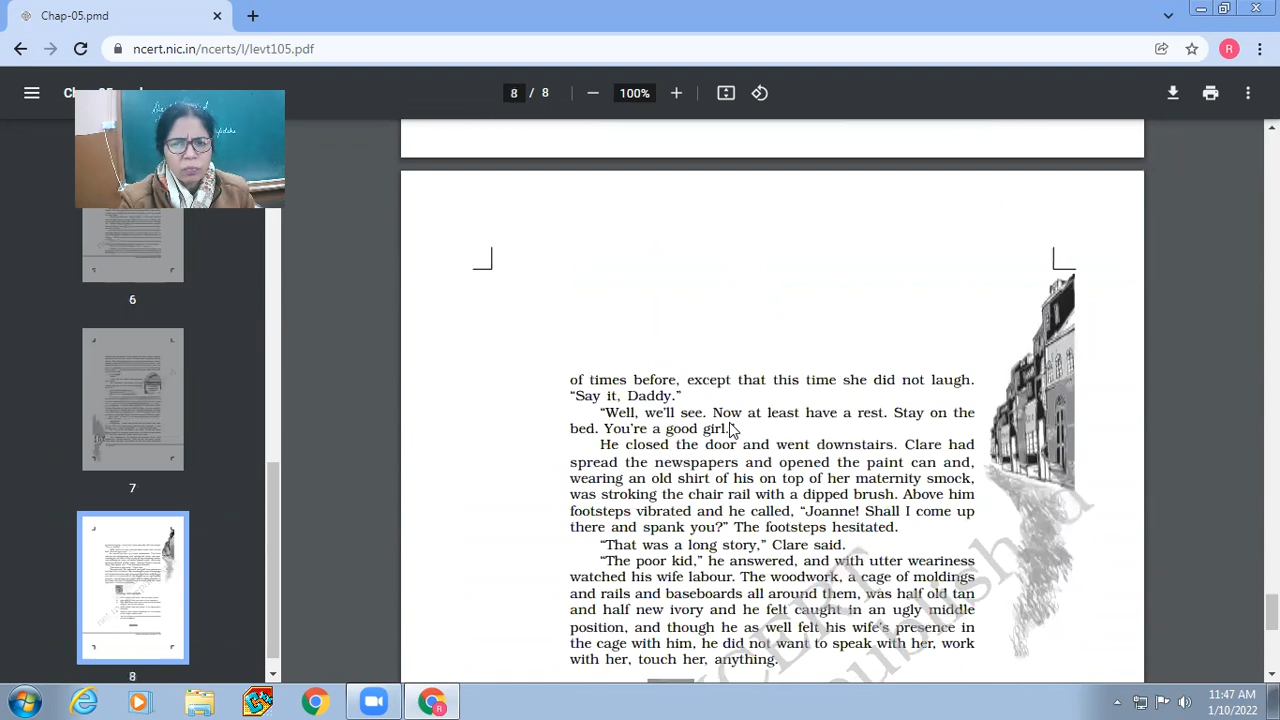 Chap-05.pmd
ncert.nic.in/ncerts/l/levt105.pdf
R
8 / 8
100%
6
7
8
of times before, except that this time she did not laugh.
"Say it, Daddy."
"Well, we'll see. Now at least have a rest. Stay on the
bed. You're a good girl."
He closed the door and went downstairs. Clare had
spread the newspapers and opened the paint can and,
wearing an old shirt of his on top of her maternity smock,
was stroking the chair rail with a dipped brush. Above him
footsteps vibrated and he called, "Joanne! Shall I come up
there and spank you?" The footsteps hesitated.
"That was a long story," Clare said.
"The poor kid," he answered, and with utter weariness
watched his wife labour. The woodwork, a cage of moldings
and rails and baseboards all around them, was half old tan
and half new ivory and he felt caught in an ugly middle
position, and though he as well felt his wife's presence in
the cage with him, he did not want to speak with her, work
with her, touch her, anything.
11:47 AM
1/10/2022